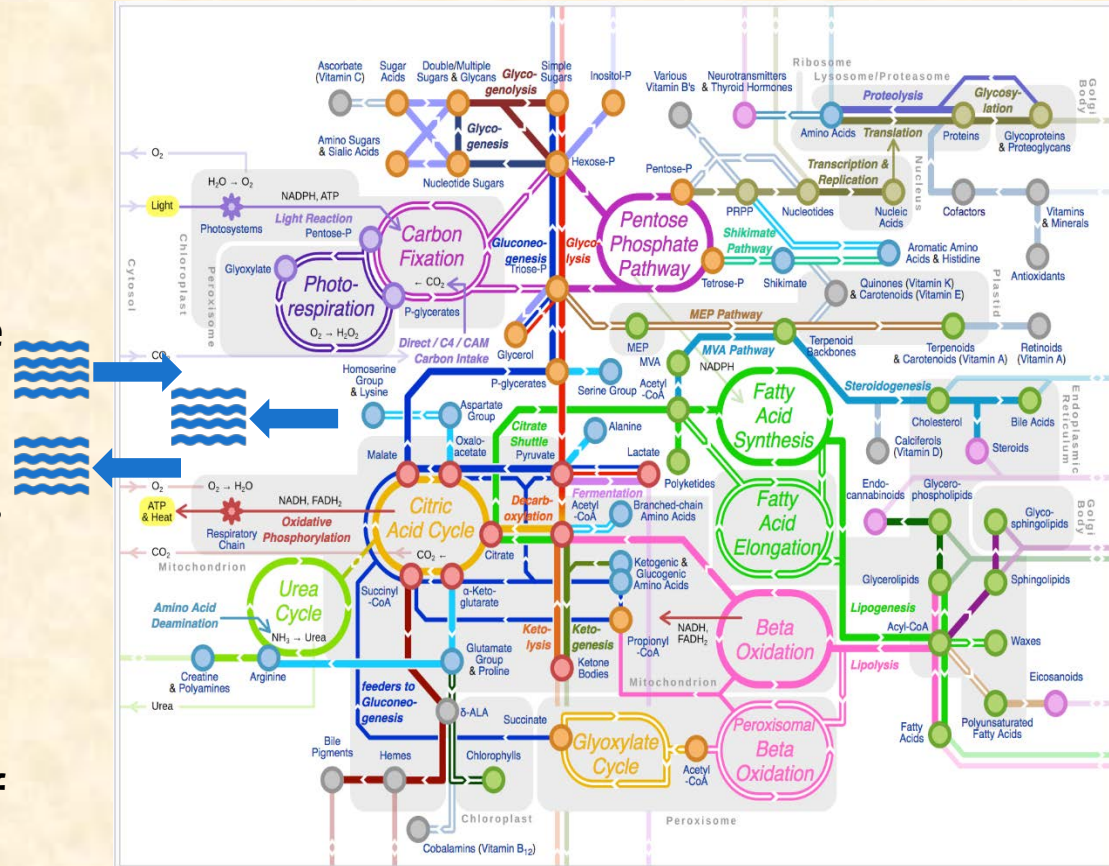 Ribosome
Lysosome/Proteasome
Golgi
Body
Ascorbate
(Vitamin C)
Sugar
Acids
Double/Multiple
Sugars & Glycans
Glyco-
genolysis
Simple
Sugars
Inositol-P
Various
Vitamin B's
Neurotransmitters
& Thyroid Hormones
Proteolysis
Glycosy-
lation
Amino Acids
Translation
Proteins
Glycoproteins
& Proteoglycans
Amino Sugars
& Sialic Acids
Glyco-
genesis
Nucleotide Sugars
Hexose-P
Pentose-P
Transcription &
Replication
Nucleus
PRPP
Nucleotides
Nucleic
Acids
Cofactors
Vitamins
& Minerals
Antioxidants
O₂
H₂O → O₂
NADPH, ATP
Light
Light Reaction
Photosystems
Pentose-P
Carbon
Fixation
← CO₂
Gluconeo-
genesis
Glyco-
lysis
Triose-P
Pentose
Phosphate
Pathway
Shikimate
Pathway
Tetrose-P
Shikimate
Aromatic Amino
Acids & Histidine
Cytosol
Chloroplast
Peroxisome
Glyoxylate
Photo-
respiration
O₂ → H₂O₂
P-glycerates
Direct / C4 / CAM
Carbon Intake
Quinones (Vitamin K)
& Carotenoids (Vitamin E)
Plastid
MEP Pathway
MEP
Terpenoid
Backbones
Terpenoids
& Carotenoids (Vitamin A)
Retinoids
(Vitamin A)
MVA
MVA Pathway
NADPH
Glycerol
Homoserine
Group
& Lysine
P-glycerates
Serine Group
Acetyl
-CoA
Fatty
Acid
Synthesis
Steroidogenesis
Cholesterol
Bile Acids
Endoplasmic
Reticulum
Calciferols
(Vitamin D)
Steroids
Aspartate
Group
Citrate
Shuttle
Alanine
Malate
Oxalo-
acetate
Pyruvate
Lactate
Polyketides
Fermentation
Endo-
cannabinoids
Glycero-
phospholipids
Glyco-
sphingolipids
Golgi
Body
O₂
O₂ → H₂O
ATP
& Heat
NADH, FADH₂
Respiratory
Chain
Oxidative
Phosphorylation
CO₂
Mitochondrion
Citric
Acid Cycle
CO₂ ←
Decarb-
oxylation
Acetyl
-CoA
Branched-chain
Amino Acids
Citrate
Fatty
Acid
Elongation
Glycerolipids
Sphingolipids
Urea
Cycle
NH₃ → Urea
Amino Acid
Deamination
Succinyl
-CoA
α-Keto-
glutarate
Ketogenic &
Glucogenic
Amino Acids
Keto-
lysis
Keto-
genesis
Propionyl
-CoA
NADH,
FADH₂
Beta
Oxidation
Lipogenesis
Acyl-CoA
Lipolysis
Waxes
Creatine
& Polyamines
Arginine
Glutamate
Group
& Proline
Ketone
Bodies
Mitochondrion
Eicosanoids
Urea
feeders to
Gluconeo-
genesis
δ-ALA
Succinate
Glyoxylate
Cycle
Acetyl
-CoA
Peroxisomal
Beta
Oxidation
Fatty
Acids
Polyunsaturated
Fatty Acids
Bile
Pigments
Hemes
Chlorophylls
Chloroplast
Peroxisome
Cobalamins (Vitamin B₁₂)